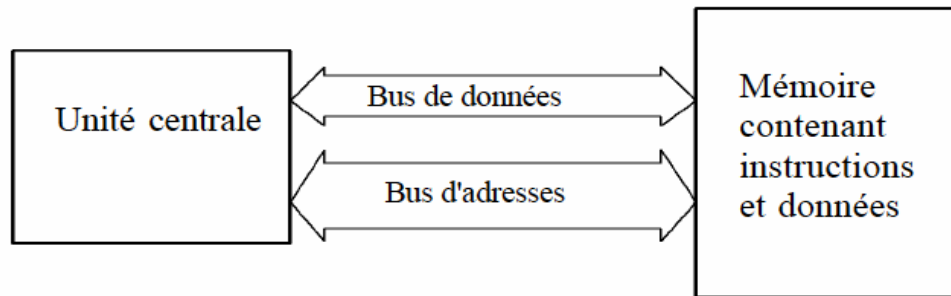 Unité centrale
Bus de données
Bus d'adresses
Mémoire
contenant
instructions
et données